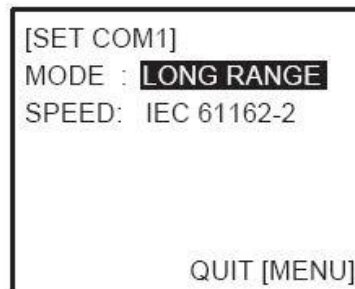 [SET COM1]
MODE : LONG RANGE
SPEED: IEC 61162-2
QUIT [MENU]